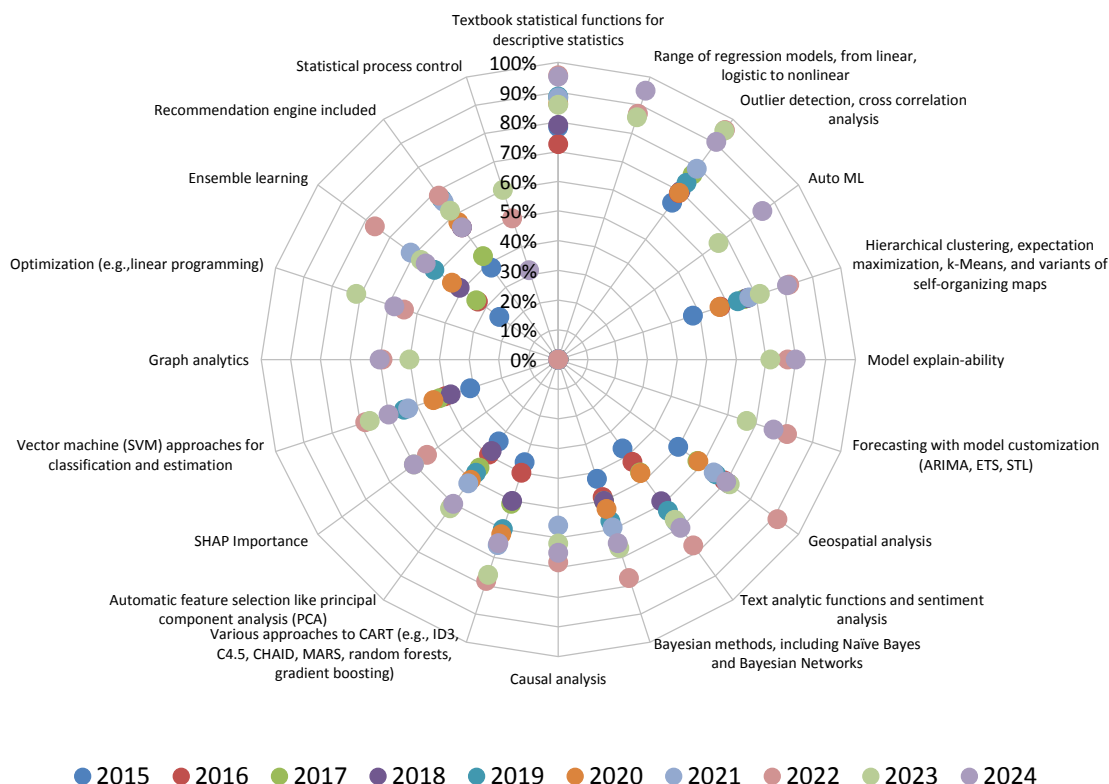 Textbook statistical functions for
descriptive statistics
Range of regression models, from linear,
logistic to nonlinear
Outlier detection, cross correlation
analysis
Auto ML
Hierarchical clustering, expectation
maximization, k-Means, and variants of
self-organizing maps
Model explain-ability
Forecasting with model customization
(ARIMA, ETS, STL)
Geospatial analysis
Text analytic functions and sentiment
analysis
Bayesian methods, including Naïve Bayes
and Bayesian Networks
Causal analysis
Various approaches to CART (e.g., ID3,
C4.5, CHAID, MARS, random forests,
gradient boosting)
Automatic feature selection like principal
component analysis (PCA)
SHAP Importance
Vector machine (SVM) approaches for
classification and estimation
Graph analytics
Optimization (e.g.,linear programming)
Ensemble learning
Recommendation engine included
Statistical process control
100%
90%
80%
70%
60%
50%
40%
30%
20%
10%
0%
2015 2016 2017 2018 2019 2020 2021 2022 2023 2024